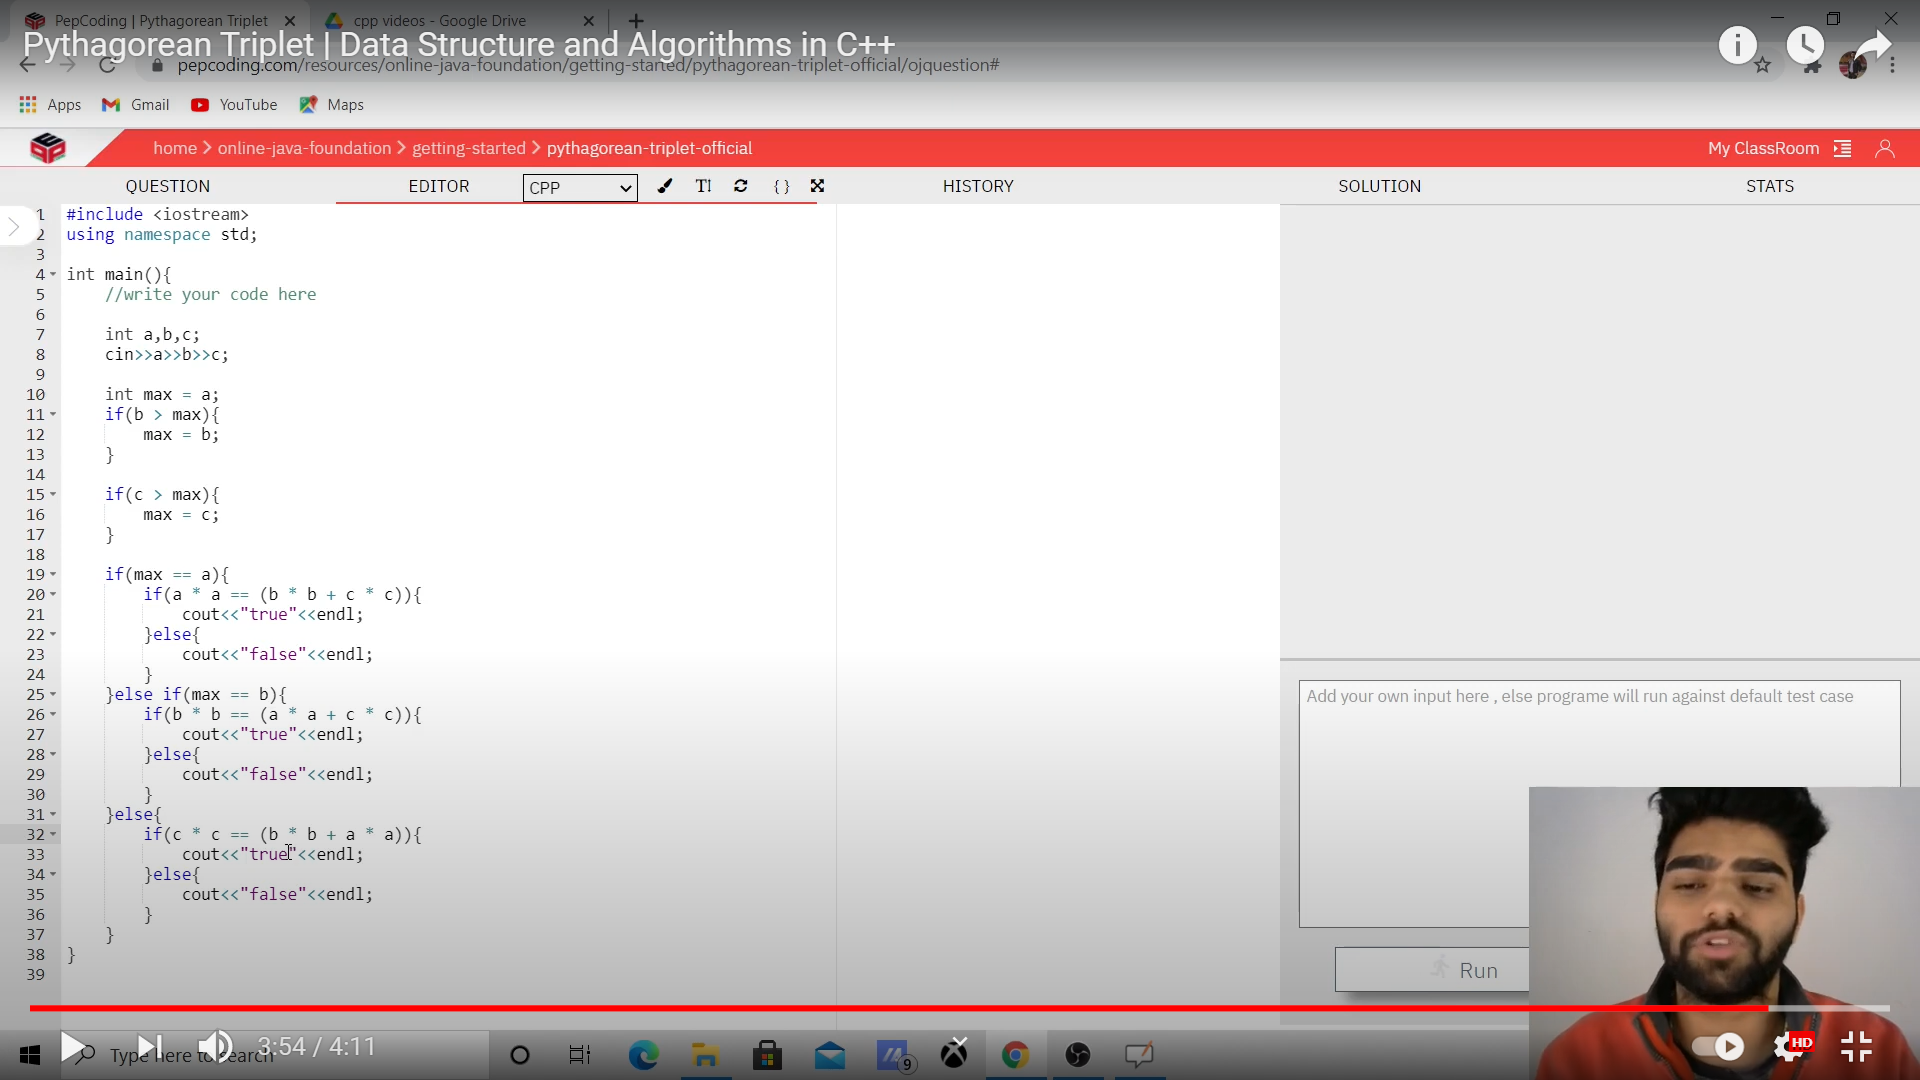 PepCoding | Pythagorean Triplet
cpp videos - Google Drive
Pythagorean Triplet | Data Structure and Algorithms in C++
pepcoding.com/resources/online-java-foundation/getting-started/pythagorean-triplet-official/ojquestion#
Apps Gmail YouTube Maps
home > online-java-foundation > getting-started > pythagorean-triplet-official
My ClassRoom
QUESTION EDITOR CPP T { } HISTORY SOLUTION STATS
1 #include <iostream>
2 using namespace std;
3
4 int main(){
5 //write your code here
6
7 int a,b,c;
8 cin>>a>>b>>c;
9
10 int max = a;
11 if(b > max){
12 max = b;
13 }
14
15 if(c > max){
16 max = c;
17 }
18
19 if(max == a){
20 if(a * a == (b * b + c * c)){
21 cout<<"true"<<endl;
22 }else{
23 cout<<"false"<<endl;
24 }
25 }else if(max == b){
26 if(b * b == (a * a + c * c)){
27 cout<<"true"<<endl;
28 }else{
29 cout<<"false"<<endl;
30 }
31 }else{
32 if(c * c == (b * b + a * a)){
33 cout<<"true"<<endl;
34 }else{
35 cout<<"false"<<endl;
36 }
37 }
38 }
39
Add your own input here , else programe will run against default test case
Run
Type here to search
3:54 / 4:11
9
HD